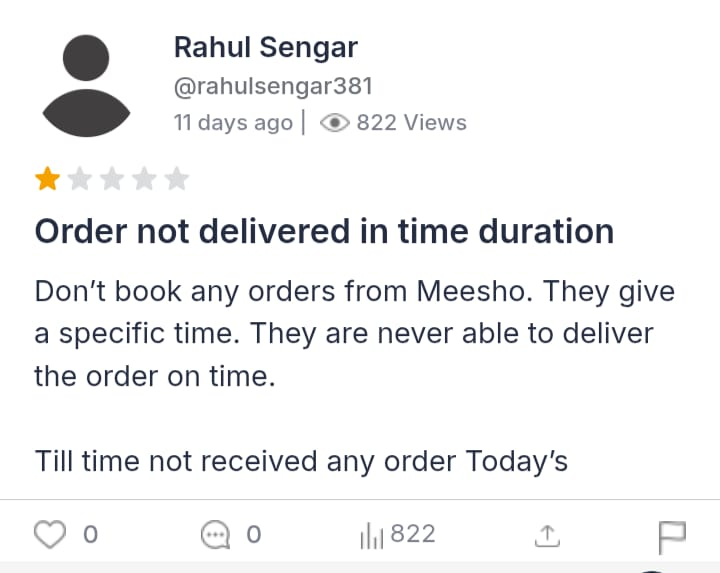 Rahul Sengar
@rahulsengar381
11 days ago | 822 Views
Order not delivered in time duration
Don’t book any orders from Meesho. They give
a specific time. They are never able to deliver
the order on time.
Till time not received any order Today’s
0 0 822